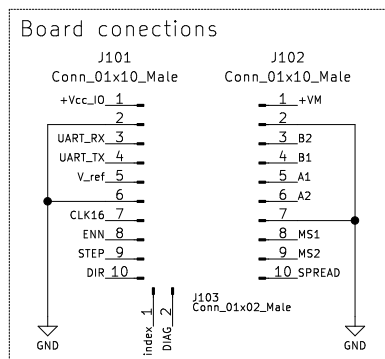 Board conections
J101
Conn_01x10_Male
+Vcc_IO 1
2
UART_RX 3
UART_TX 4
V_ref 5
6
CLK16 7
ENN 8
STEP 9
DIR 10
GND
J102
Conn_01x10_Male
1 +VM
2
3 B2
4 B1
5 A1
6 A2
7
8 MS1
9 MS2
10 SPREAD
GND
J103
Conn_01x02_Male
index 1
DIAG 2